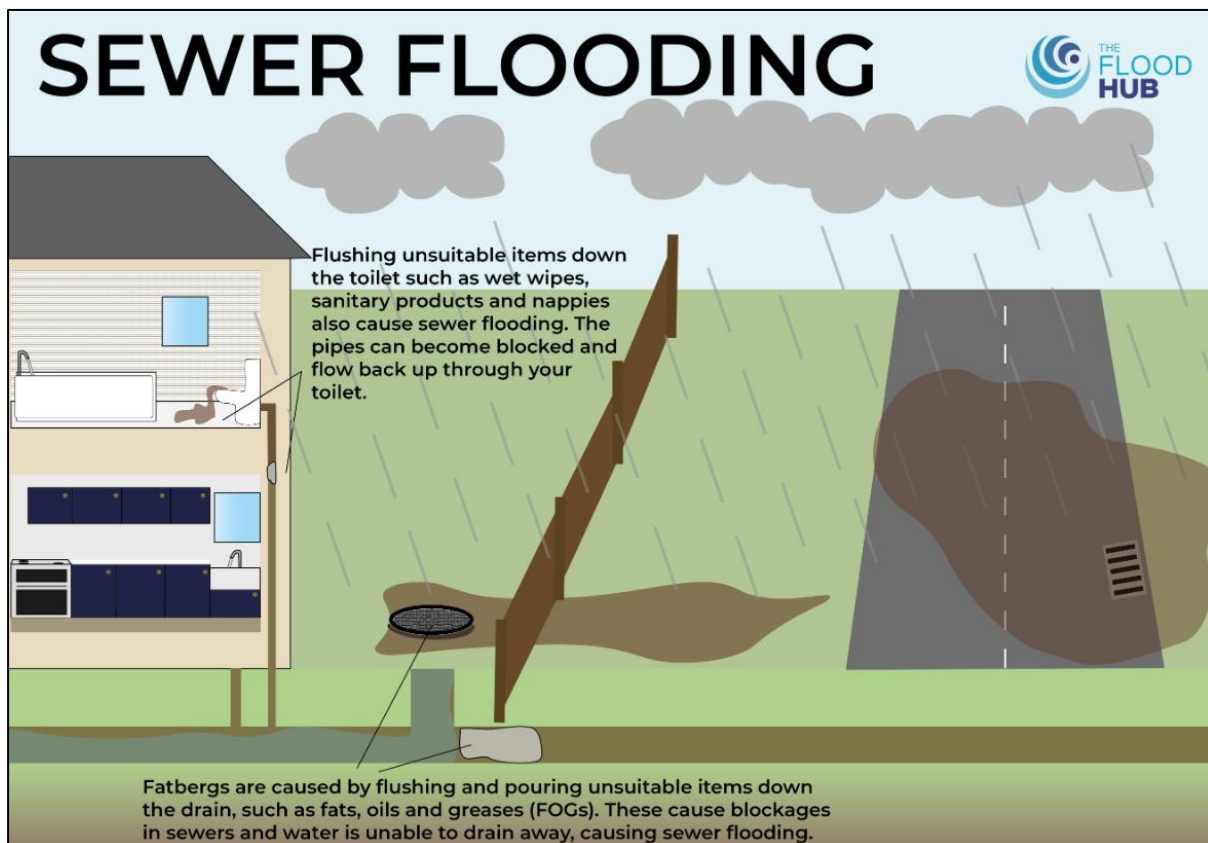 SEWER FLOODING
THE
FLOOD
HUB
Flushing unsuitable items down
the toilet such as wet wipes,
sanitary products and nappies
also cause sewer flooding. The
pipes can become blocked and
flow back up through your
toilet.
Fatbergs are caused by flushing and pouring unsuitable items down
the drain, such as fats, oils and greases (FOGs). These cause blockages
in sewers and water is unable to drain away, causing sewer flooding.